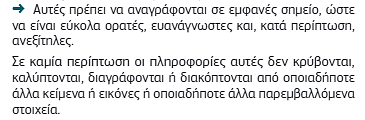 ➔ Αυτές πρέπει να αναγράφονται σε εμφανές σημείο, ώστε
να είναι εύκολα ορατές, ευανάγνωστες και, κατά περίπτωση,
ανεξίτηλες.
Σε καμία περίπτωση οι πληροφορίες αυτές δεν κρύβονται,
καλύπτονται, διαγράφονται ή διακόπτονται από οποιαδήποτε
άλλα κείμενα ή εικόνες ή οποιαδήποτε άλλα παρεμβαλλόμενα
στοιχεία.